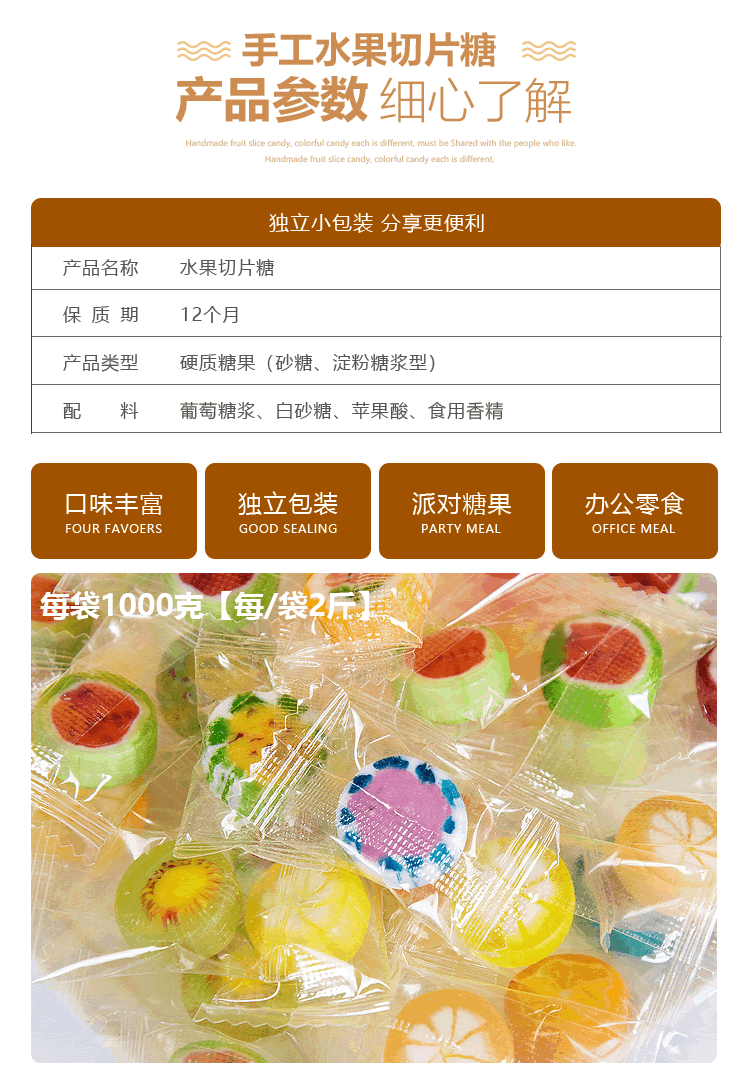 手工水果切片糖
产品参数 细心了解
Handmade fruit slice candy, colorful candy each is different, must be Shared with the people who like.
Handmade fruit slice candy, colorful candy each is different.
独立小包装 分享更便利
产品名称 水果切片糖
保质期 12个月
产品类型 硬质糖果（砂糖、淀粉糖浆型）
配料 葡萄糖浆、白砂糖、苹果酸、食用香精
口味丰富 独立包装 派对糖果 办公零食
FOUR FAVOERS GOOD SEALING PARTY MEAL OFFICE MEAL
每袋1000克【每/袋2斤】